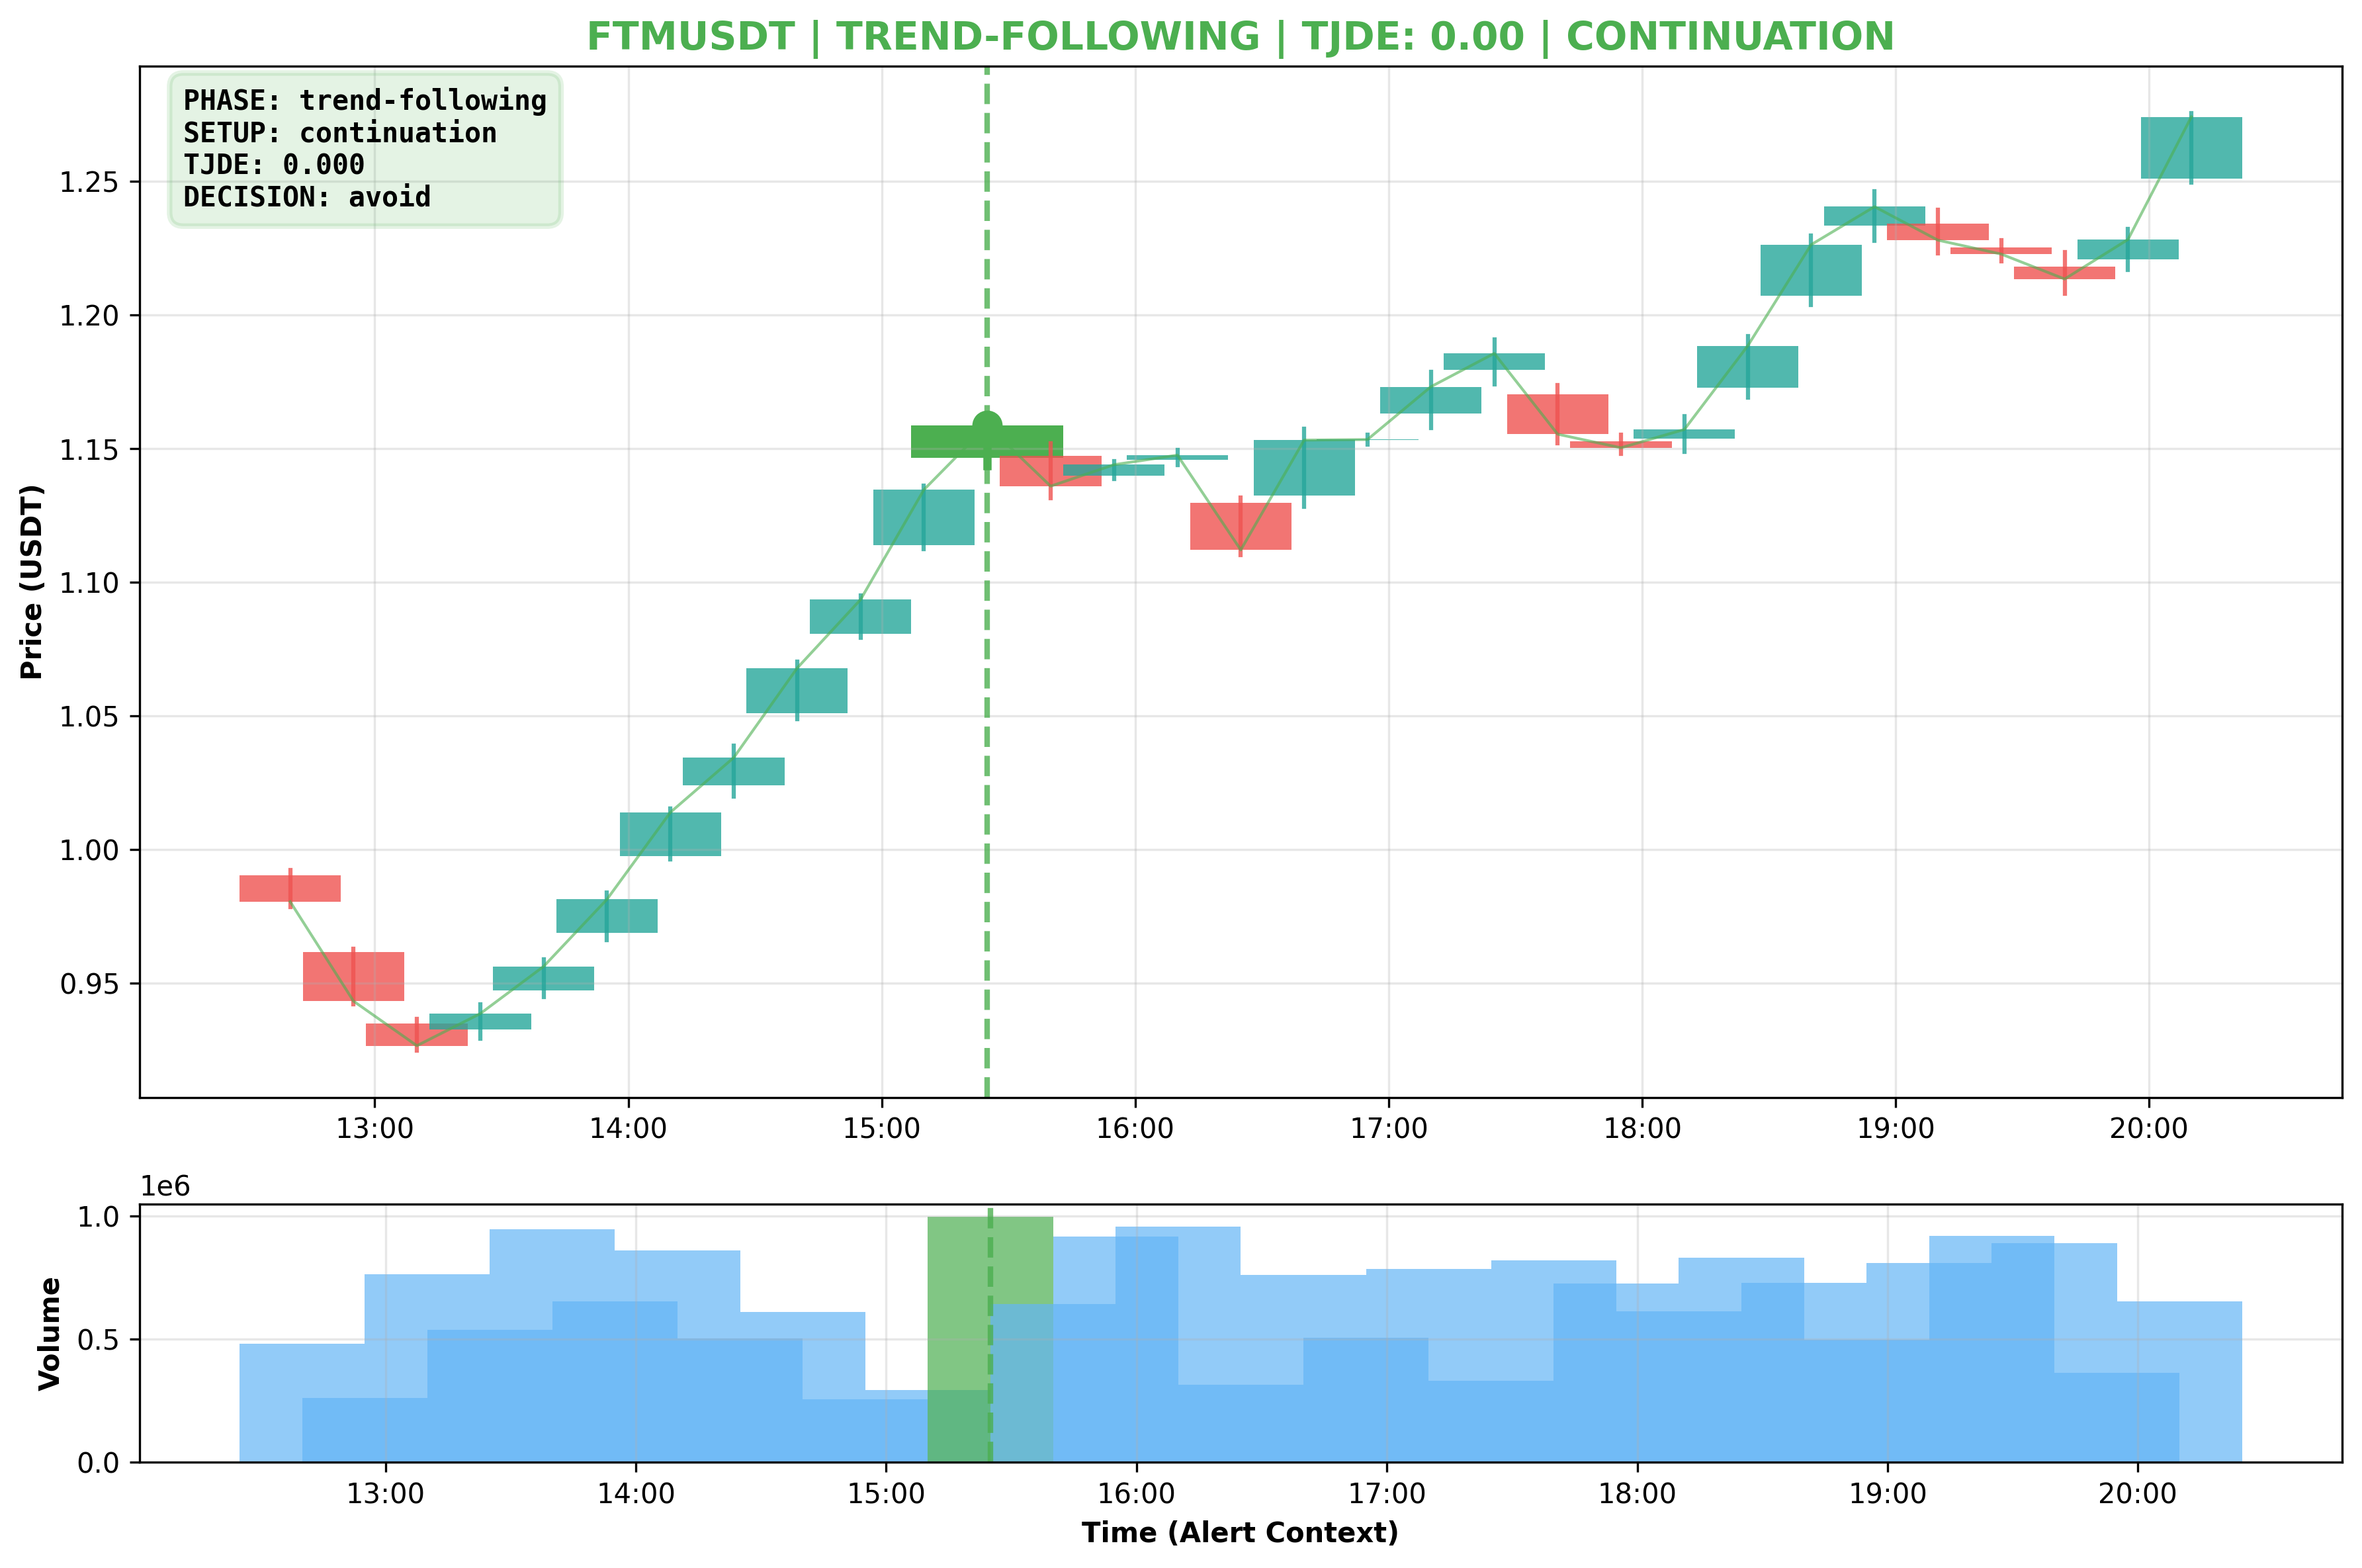 FTMUSDT | TREND-FOLLOWING | TJDE: 0.00 | CONTINUATION
PHASE: trend-following
SETUP: continuation
TJDE: 0.000
DECISION: avoid
Price (USDT)
1.25
1.20
1.15
1.10
1.05
1.00
0.95
13:00 14:00 15:00 16:00 17:00 18:00 19:00 20:00
1e6
Volume
1.0
0.5
0.0
13:00 14:00 15:00 16:00 17:00 18:00 19:00 20:00
Time (Alert Context)